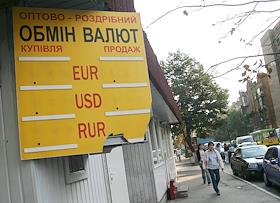 ОПТОВО - РОЗДРІБНИЙ
ОБМІН ВАЛЮТ
КУПІВЛЯ ПРОДАЖ
EUR
USD
RUR